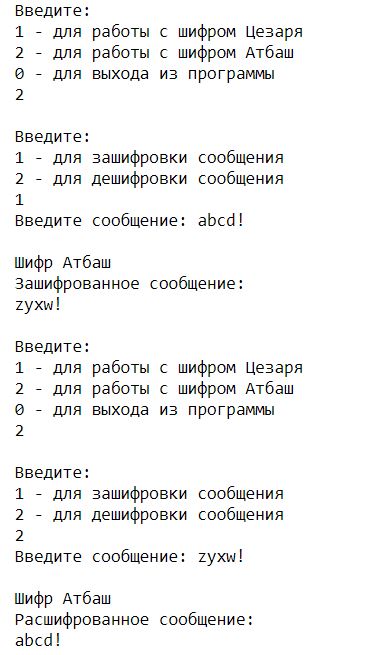 Введите:
1 - для работы с шифром Цезаря
2 - для работы с шифром Атбаш
0 - для выхода из программы
2
Введите:
1 - для зашифровки сообщения
2 - для дешифровки сообщения
1
Введите сообщение: abcd!
Шифр Атбаш
Зашифрованное сообщение:
zyxw!
Введите:
1 - для работы с шифром Цезаря
2 - для работы с шифром Атбаш
0 - для выхода из программы
2
Введите:
1 - для зашифровки сообщения
2 - для дешифровки сообщения
2
Введите сообщение: zyxw!
Шифр Атбаш
Расшифрованное сообщение:
abcd!